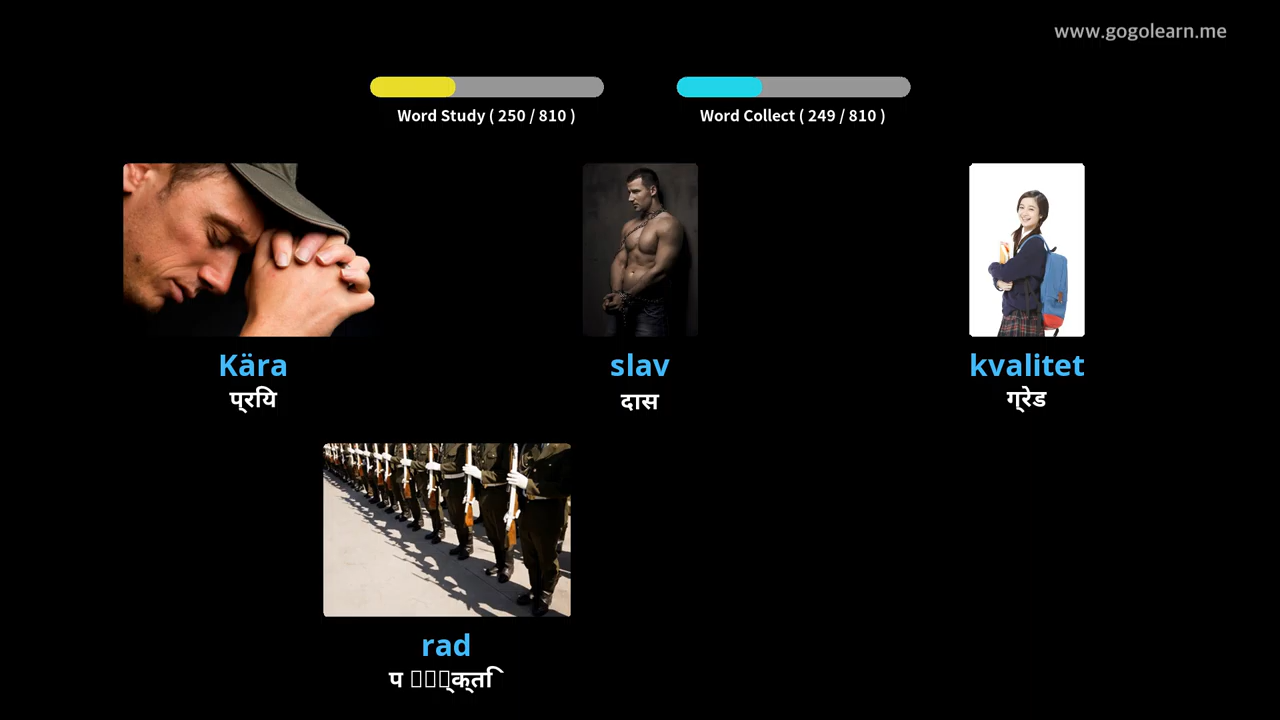 www.gogolearn.me
Word Study ( 250 / 810 )
Word Collect ( 249 / 810 )
Kära
प्रयि
slav
दास
kvalitet
ग्रेड
rad